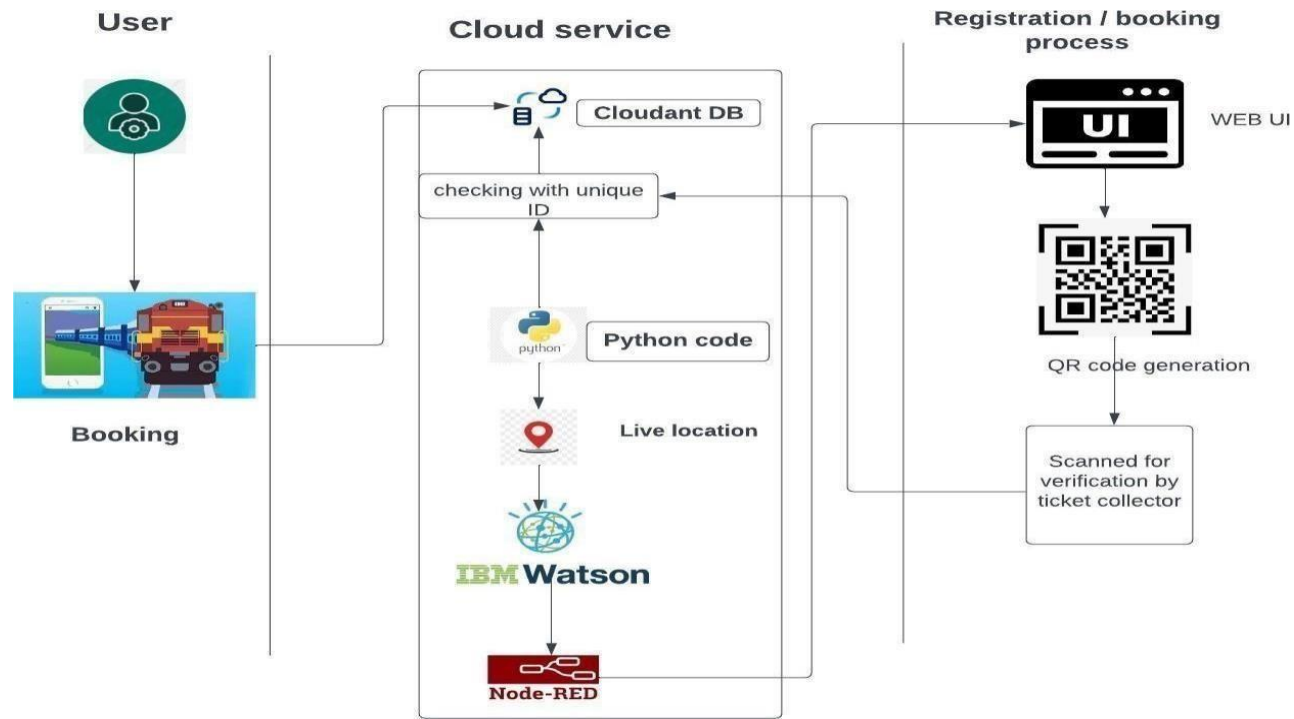 User
Cloud service
Registration / booking
process
Cloudant DB
UI
WEB UI
checking with unique
ID
python
Python code
QR code generation
Booking
Live location
Scanned for
verification by
ticket collector
IBM Watson
Node-RED